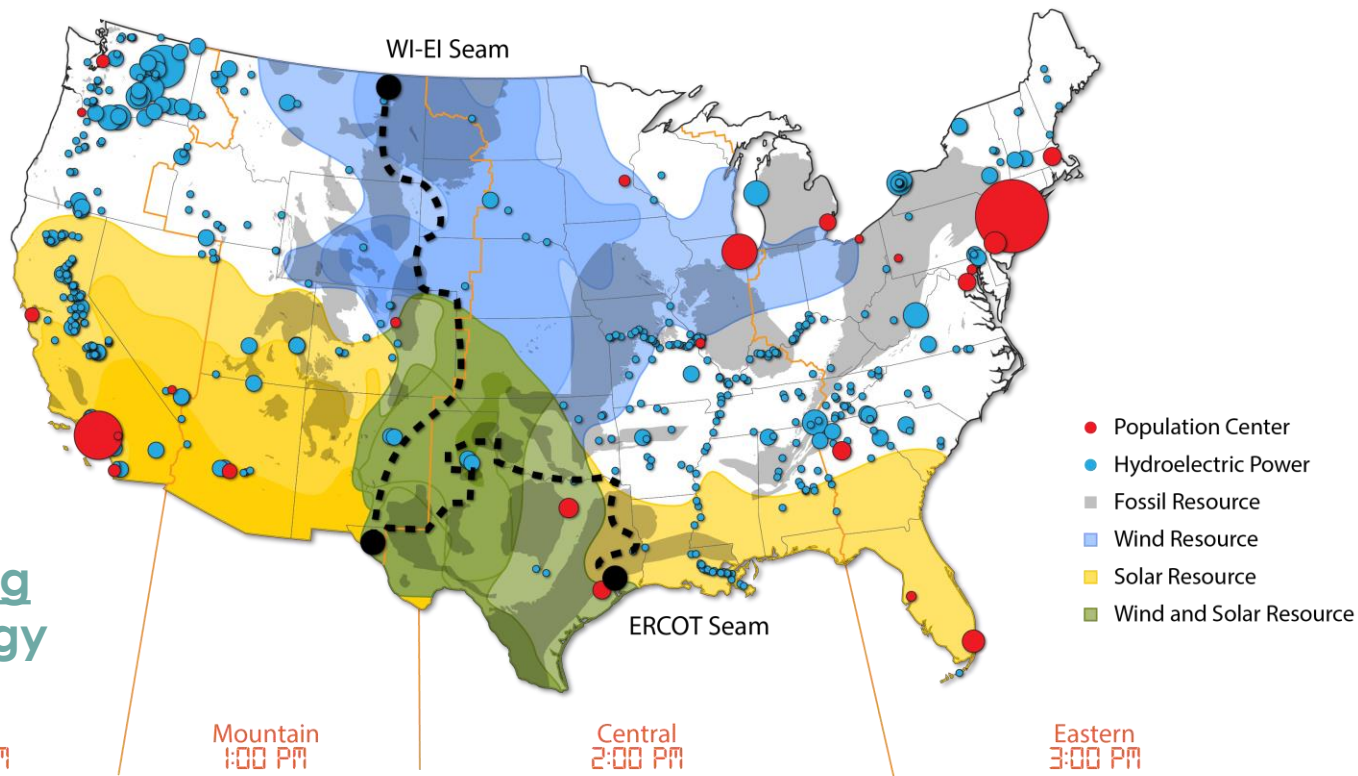 WI-EI Seam
Population Center
Hydroelectric Power
Fossil Resource
Wind Resource
Solar Resource
Wind and Solar Resource
ERCOT Seam
Mountain
1:00 PM
Central
2:00 PM
Eastern
3:00 PM